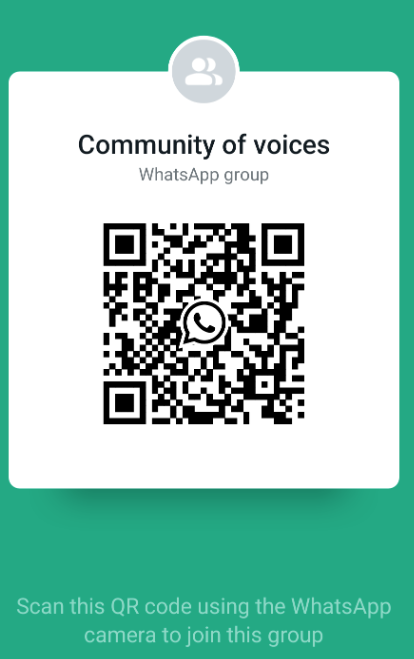 Community of voices
WhatsApp group
Scan this QR code using the WhatsApp
camera to join this group